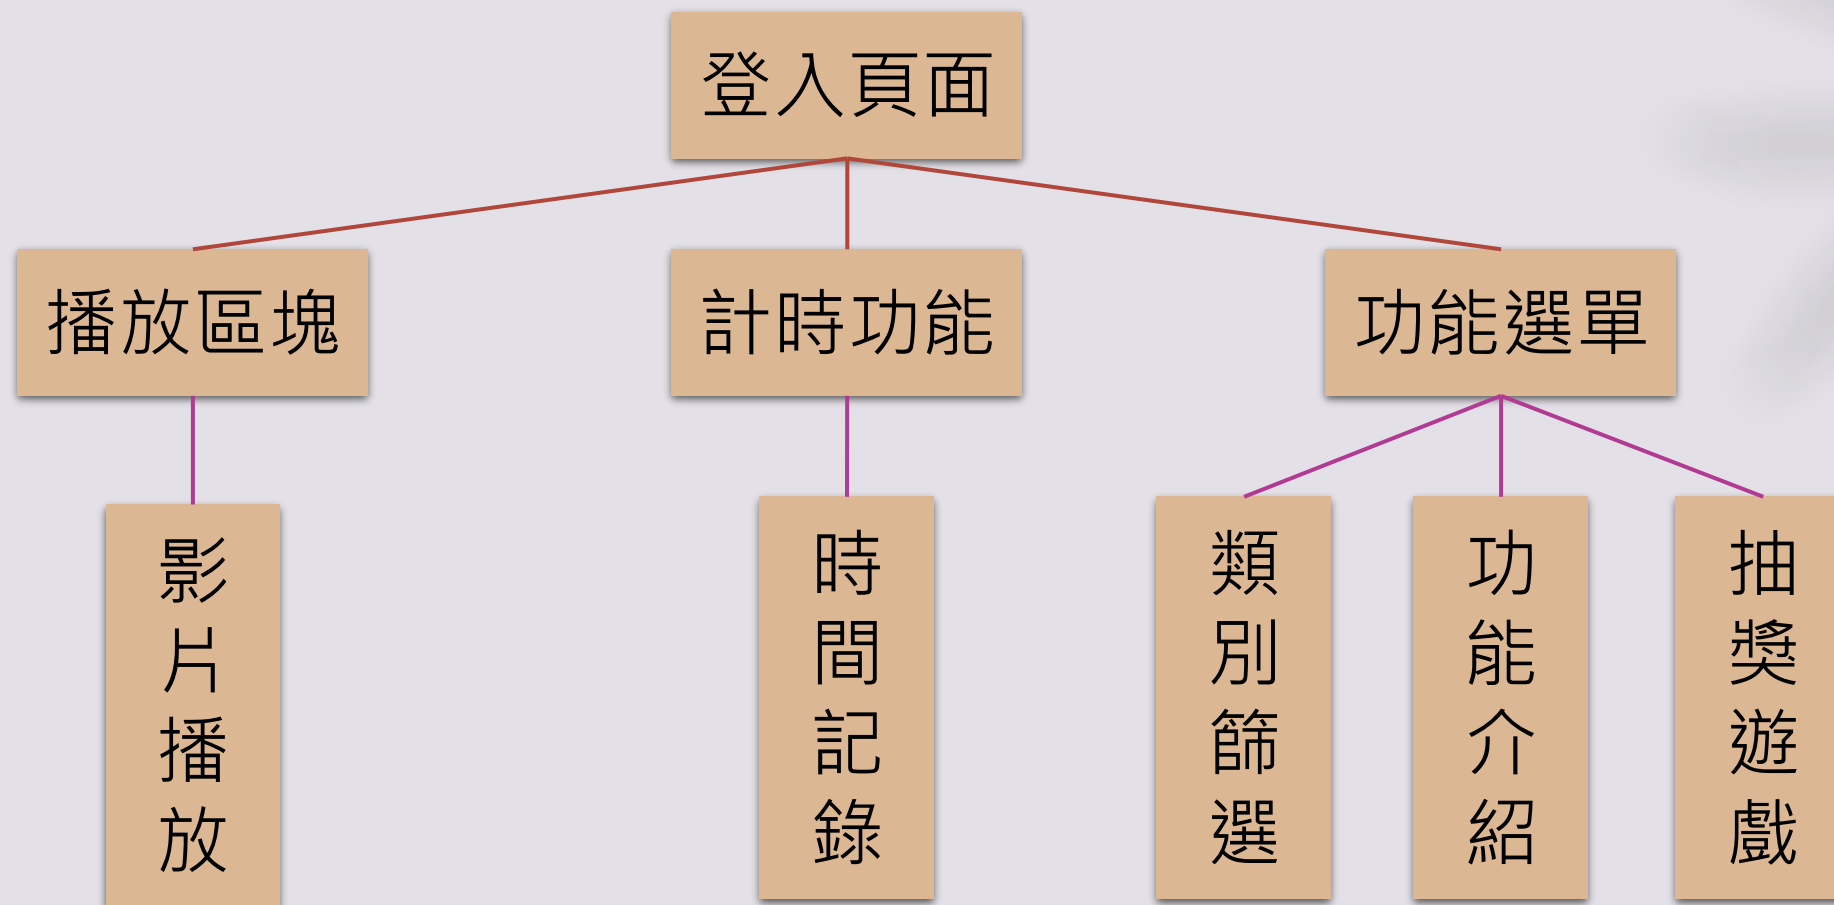 登入頁面
播放區塊
計時功能
功能選單
影片播放
時間記錄
類別篩選
功能介紹
抽獎遊戲